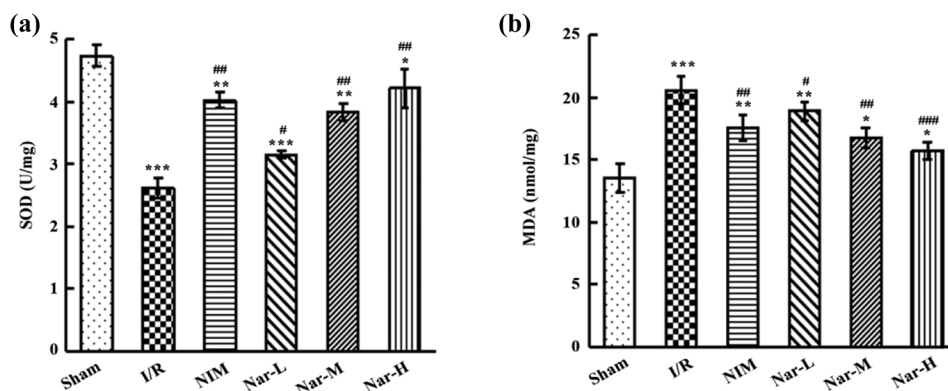 (a)
SOD (U/mg)
5
4
3
2
1
0
***
##
**
#
***
##
**
##
*
Sham
I/R
NIM
Nar-L
Nar-M
Nar-H
(b)
MDA (nmol/mg)
25
20
15
10
5
0
***
##
**
#
**
##
*
###
*
Sham
I/R
NIM
Nar-L
Nar-M
Nar-H